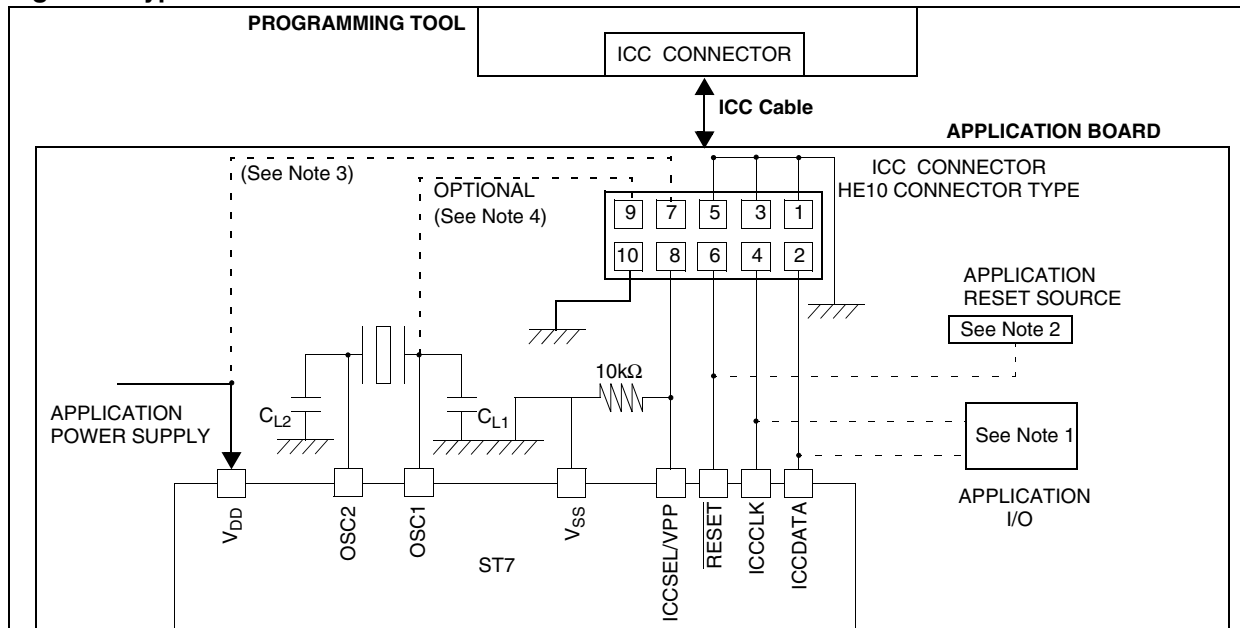 PROGRAMMING TOOL
ICC CONNECTOR
ICC Cable
APPLICATION BOARD
(See Note 3)
OPTIONAL
(See Note 4)
ICC CONNECTOR
HE10 CONNECTOR TYPE
9 7 5 3 1
10 8 6 4 2
APPLICATION
RESET SOURCE
See Note 2
10kΩ
APPLICATION
POWER SUPPLY
CL2
CL1
See Note 1
APPLICATION
I/O
VDD
OSC2
OSC1
VSS
ICCSEL/VPP
RESET
ICCCLK
ICCDATA
ST7